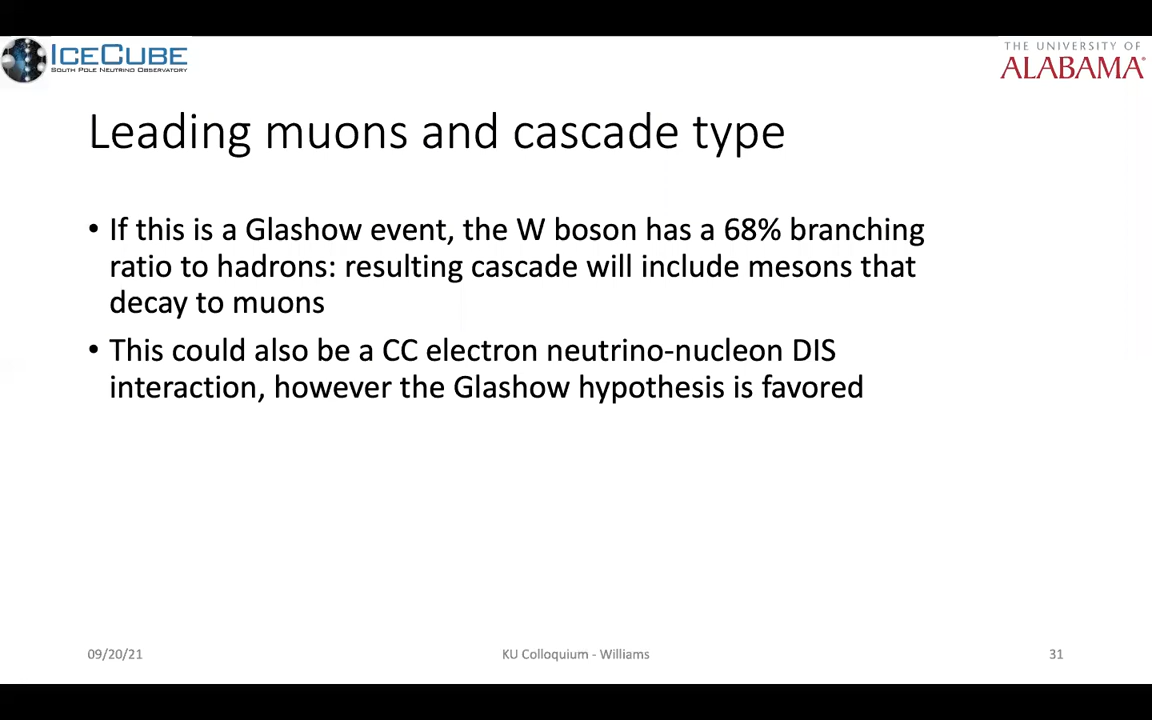 ICECUBE
SOUTH POLE NEUTRINO OBSERVATORY
THE UNIVERSITY OF
ALABAMA®
Leading muons and cascade type
• If this is a Glashow event, the W boson has a 68% branching
ratio to hadrons: resulting cascade will include mesons that
decay to muons
• This could also be a CC electron neutrino-nucleon DIS
interaction, however the Glashow hypothesis is favored
09/20/21
KU Colloquium - Williams
31